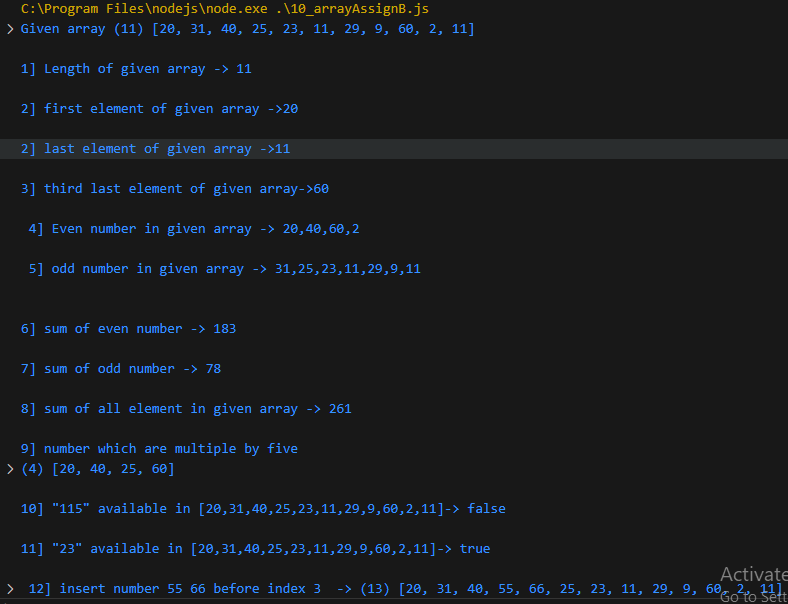 C:\Program Files\nodejs\node.exe .\10_arrayAssignB.js
> Given array (11) [20, 31, 40, 25, 23, 11, 29, 9, 60, 2, 11]
1] Length of given array -> 11
2] first element of given array ->20
2] last element of given array ->11
3] third last element of given array->60
4] Even number in given array -> 20,40,60,2
5] odd number in given array -> 31,25,23,11,29,9,11
6] sum of even number -> 183
7] sum of odd number -> 78
8] sum of all element in given array -> 261
9] number which are multiple by five
> (4) [20, 40, 25, 60]
10] "115" available in [20,31,40,25,23,11,29,9,60,2,11]-> false
11] "23" available in [20,31,40,25,23,11,29,9,60,2,11]-> true
> 12] insert number 55 66 before index 3  -> (13) [20, 31, 40, 55, 66, 25, 23, 11, 29, 9, 60, 2, 11]
Activate
Go to Sett